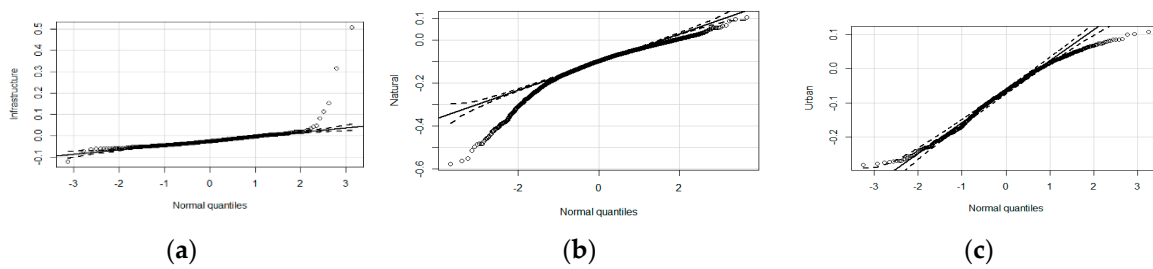 Infrastructure
0.5
0.4
0.3
0.2
0.1
0.0
-0.1
-3 -2 -1 0 1 2 3
Normal quantiles
(a)
Natural
0.1
0.0
-0.2
-0.4
-0.6
-2 0 2
Normal quantiles
(b)
Urban
0.1
0.0
-0.1
-0.2
-3 -2 -1 0 1 2 3
Normal quantiles
(c)